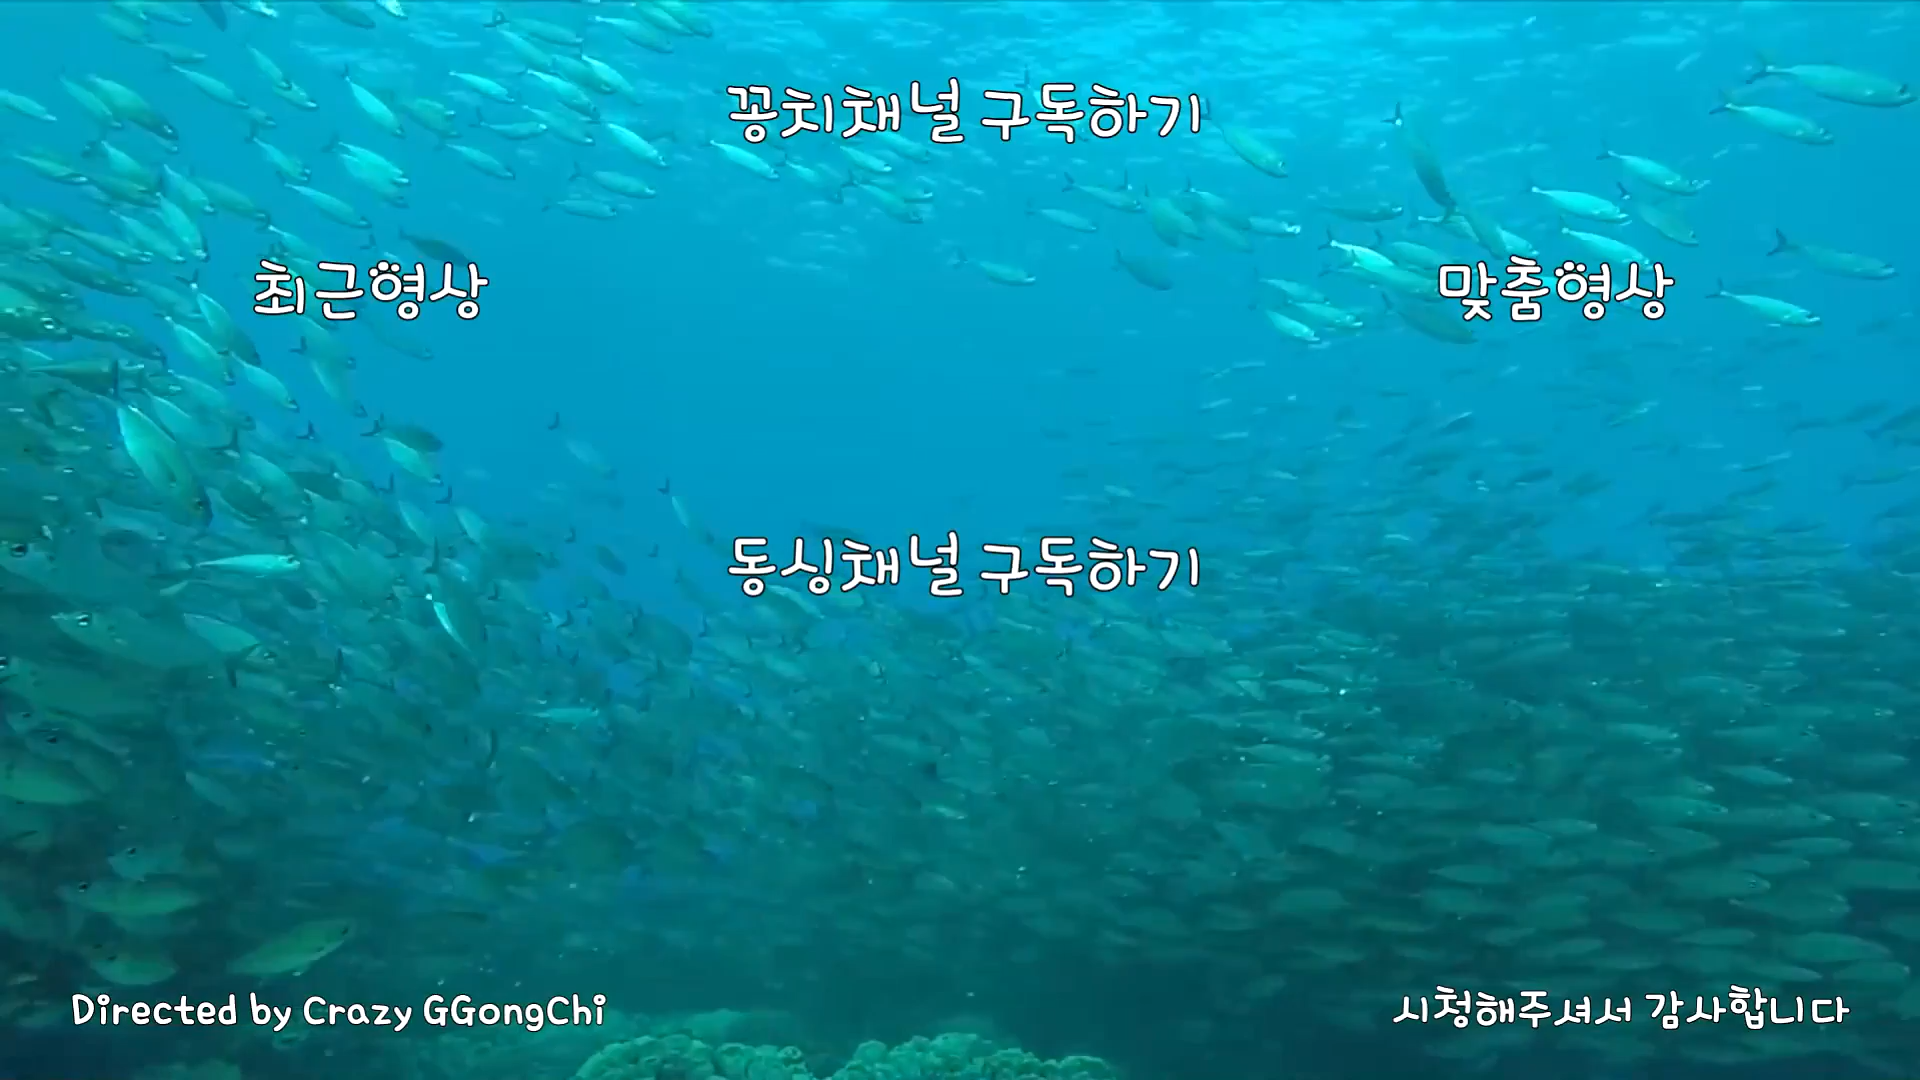 꽁치채널 구독하기
최근영상
맞춤영상
동싱채널 구독하기
Directed by Crazy GGongChi
시청해주셔서 감사합니다